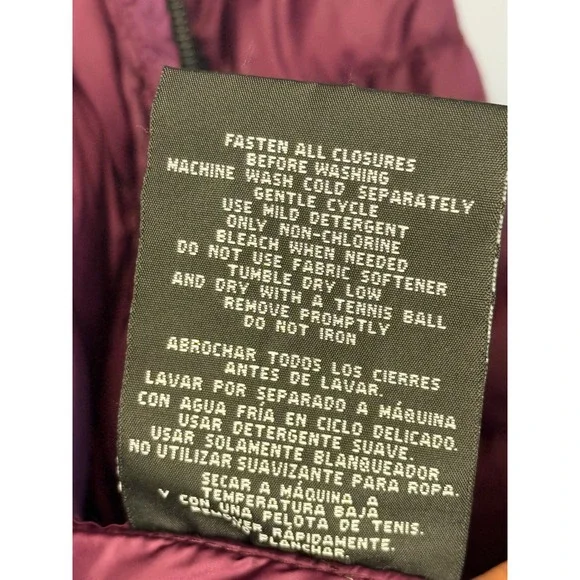 FASTEN ALL CLOSURES
BEFORE WASHING
MACHINE WASH COLD SEPARATELY
GENTLE CYCLE
USE MILD DETERGENT
ONLY NON-CHLORINE
BLEACH WHEN NEEDED
DO NOT USE FABRIC SOFTENER
TUMBLE DRY LOW
AND DRY WITH A TENNIS BALL
REMOVE PROMPTLY
DO NOT IRON
ABROCHAR TODOS LOS CIERRES
ANTES DE LAVAR.
LAVAR POR SEPARADO A MÁQUINA
CON AGUA FRÍA EN CICLO DELICADO.
USAR DETERGENTE SUAVE.
USAR SOLAMENTE BLANQUEADOR
NO UTILIZAR SUAVIZANTE PARA ROPA.
SECAR A MÁQUINA A
TEMPERATURA BAJA
Y CON UNA PELOTA DE TENIS.
RÁPIDAMENTE.
PLANCHAR.